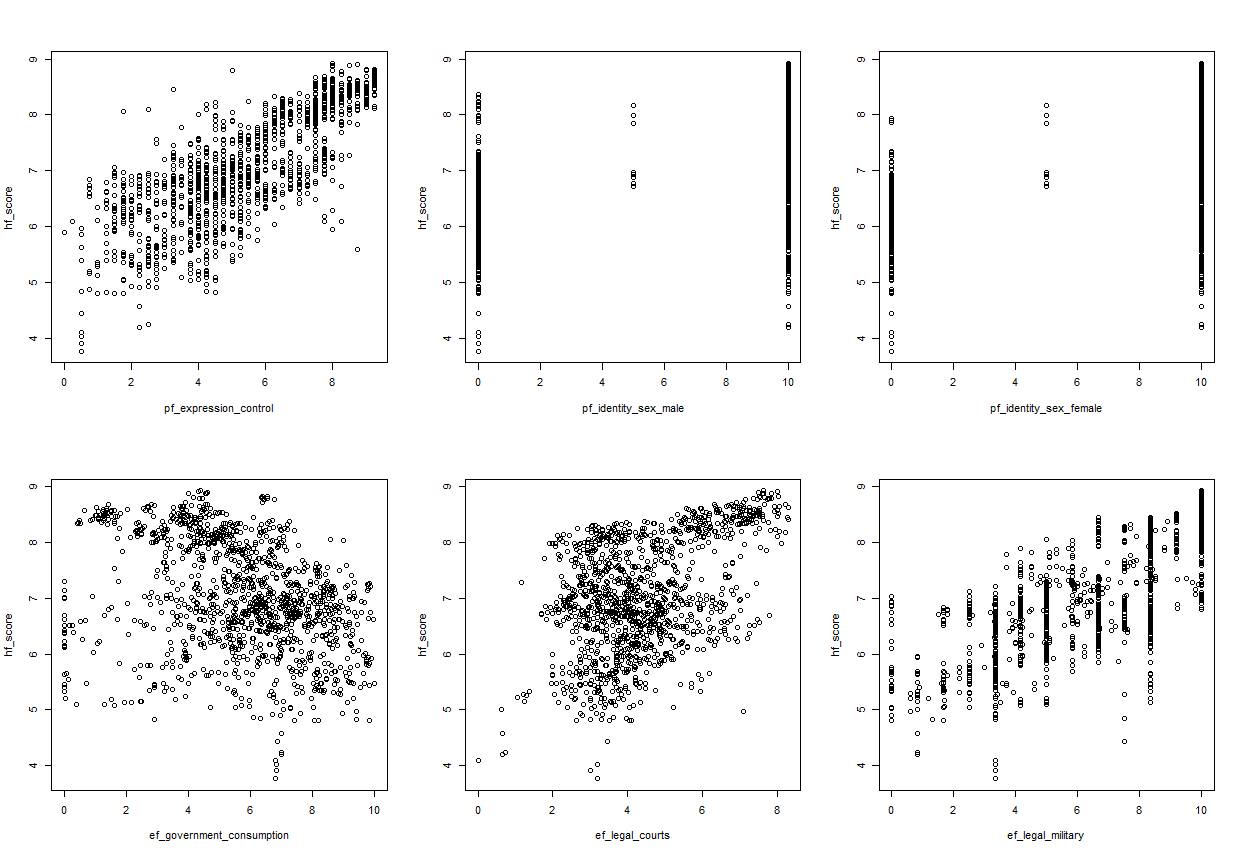 9
8
7
6
5
4
hf_score
0 2 4 6 8
pf_expression_control
9
8
7
6
5
4
hf_score
0 2 4 6 8 10
pf_identity_sex_male
9
8
7
6
5
4
hf_score
0 2 4 6 8 10
pf_identity_sex_female
9
8
7
6
5
4
hf_score
0 2 4 6 8 10
ef_government_consumption
9
8
7
6
5
4
hf_score
0 2 4 6 8
ef_legal_courts
9
8
7
6
5
4
hf_score
0 2 4 6 8 10
ef_legal_military